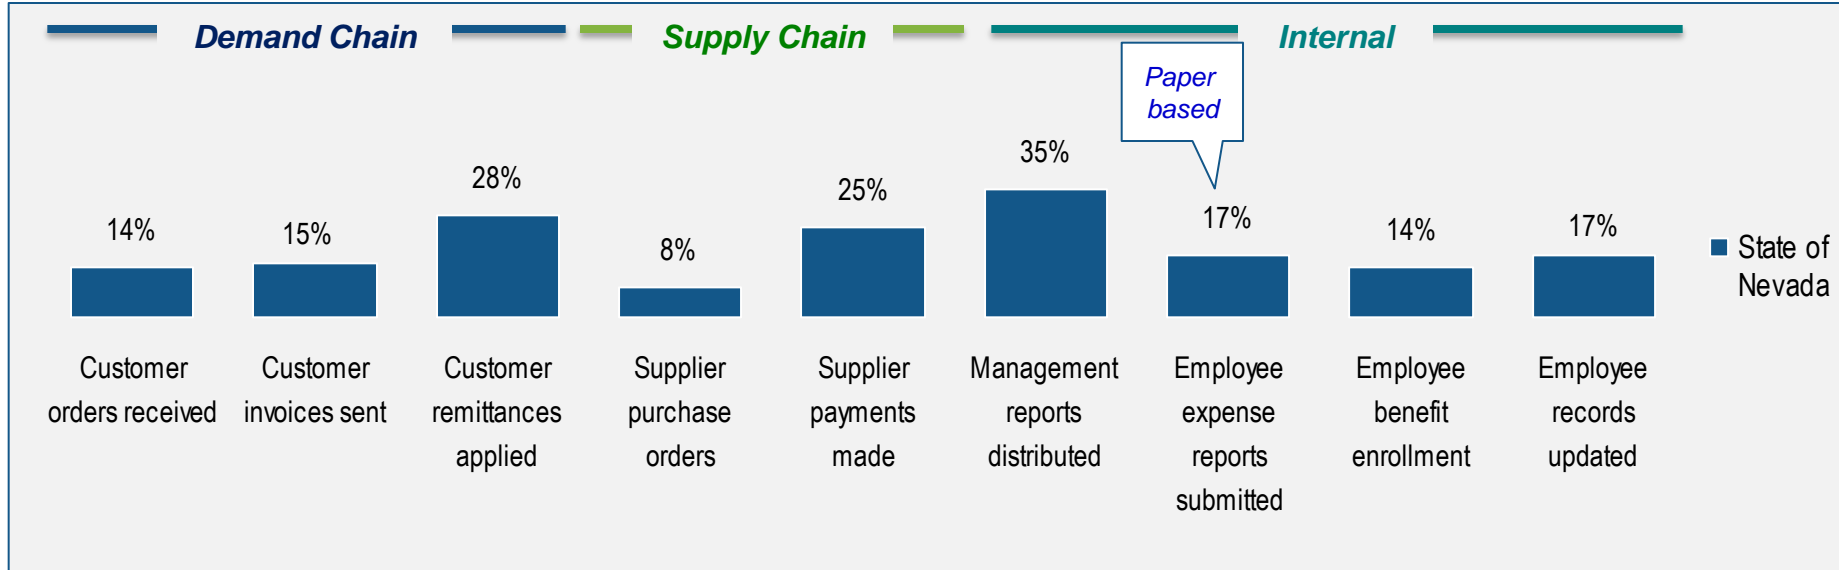 Demand Chain
Supply Chain
Internal
Paper
based
14%
15%
28%
8%
25%
35%
17%
14%
17%
State of
Nevada
Customer
orders received
Customer
invoices sent
Customer
remittances
applied
Supplier
purchase
orders
Supplier
payments
made
Management
reports
distributed
Employee
expense
reports
submitted
Employee
benefit
enrollment
Employee
records
updated